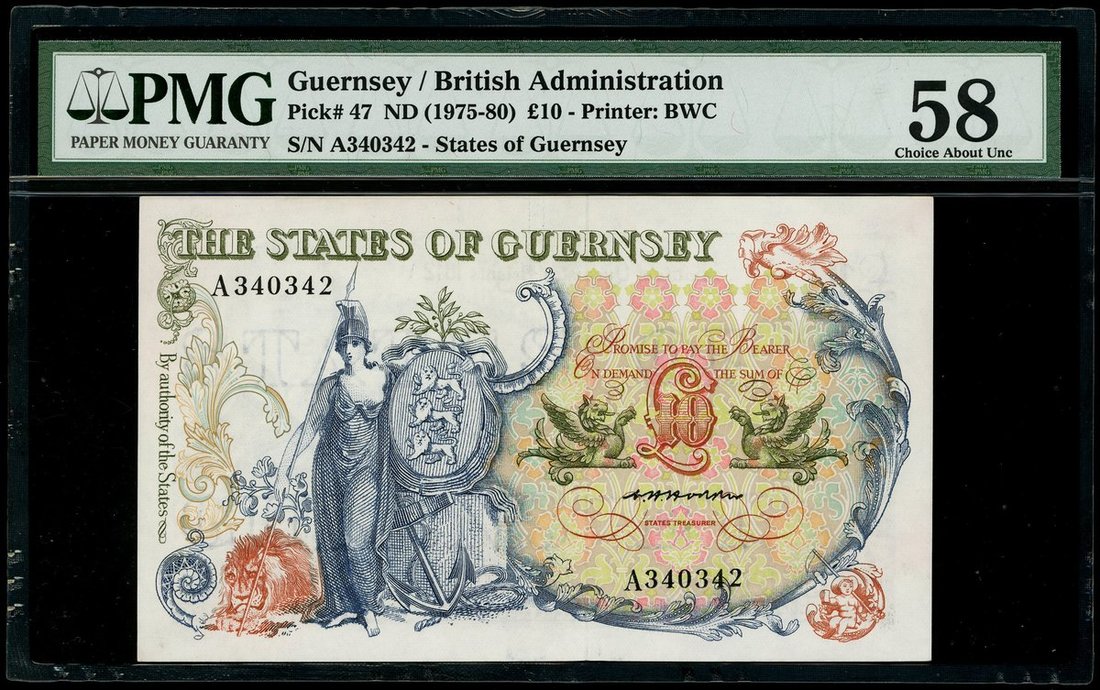 PMG
PAPER MONEY GUARANTY
Guernsey / British Administration
Pick# 47 ND (1975-80) £10 - Printer: BWC
S/N A340342 - States of Guernsey
58
Choice About Unc
THE STATES OF GUERNSEY
A340342
By authority of the States
PROMISE TO PAY THE BEARER
ON DEMAND THE SUM OF
£10
STATES TREASURER
A340342